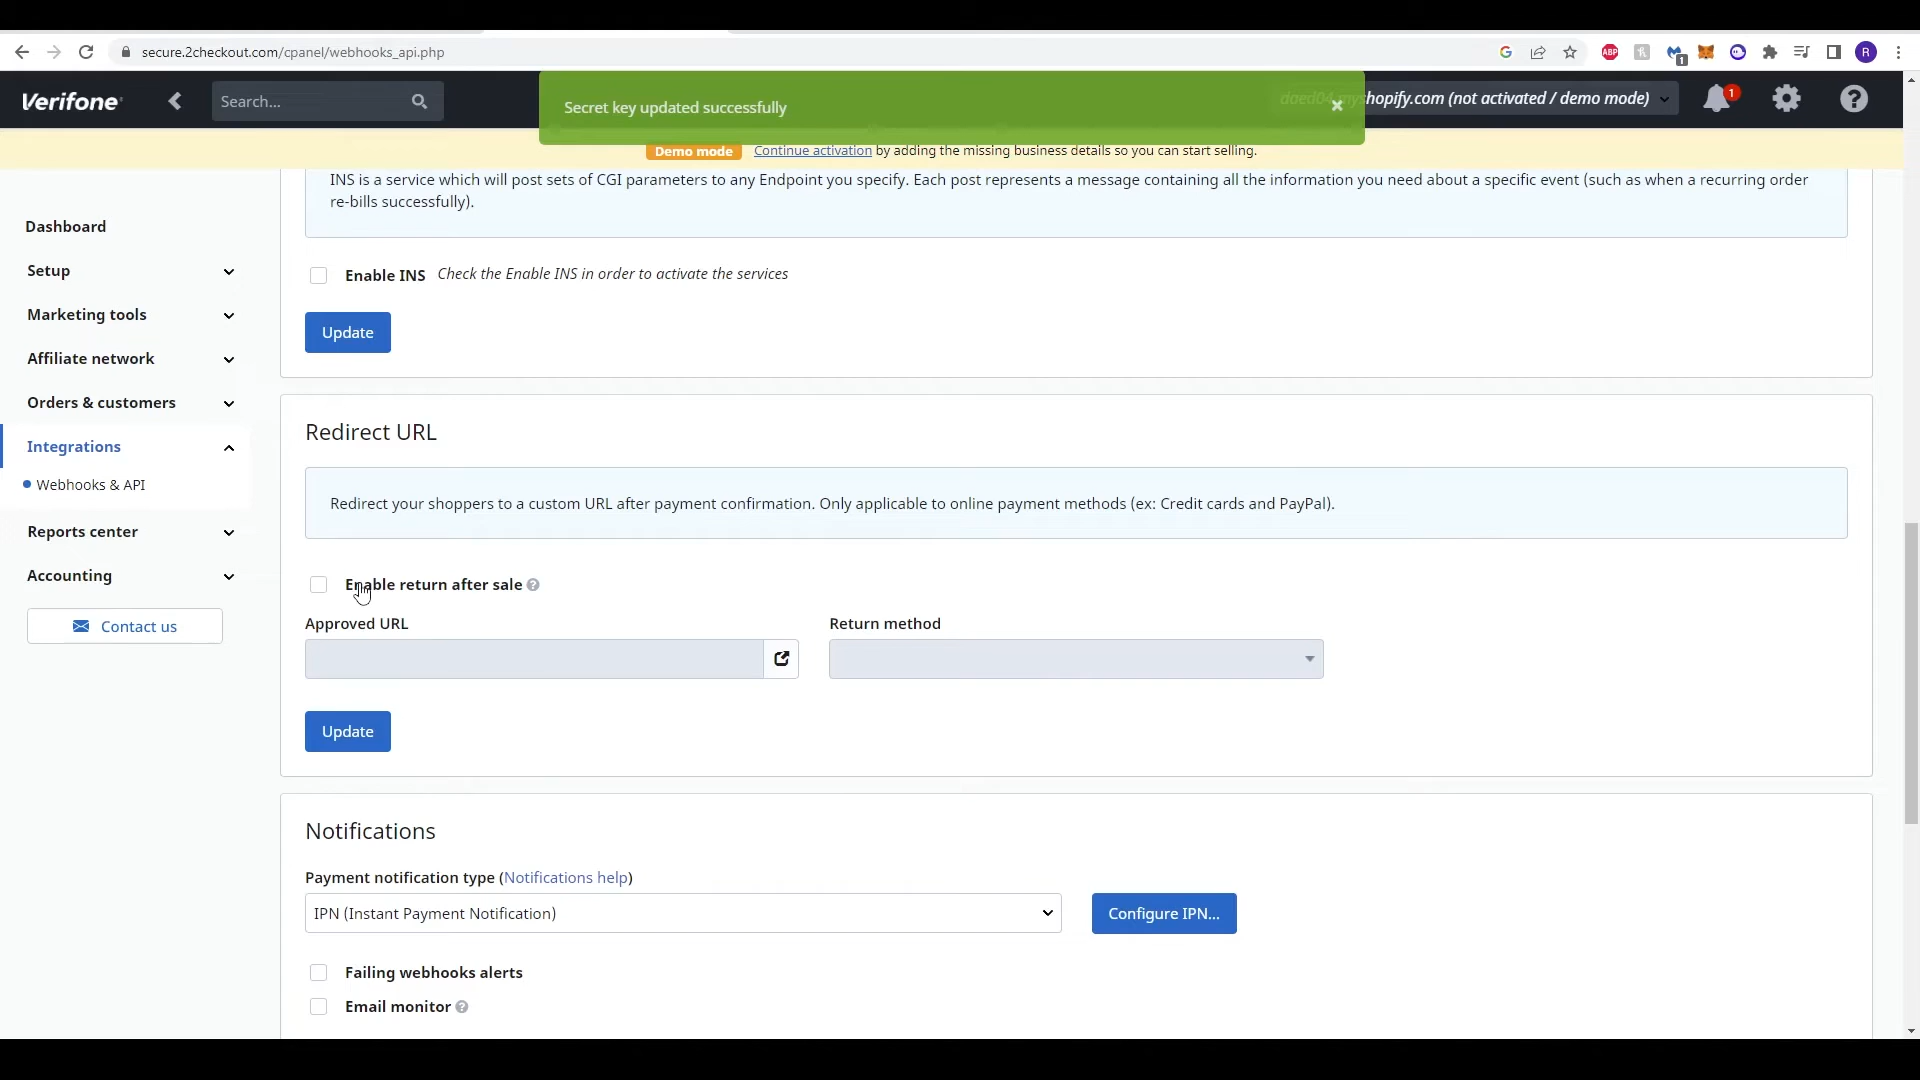 secure.2checkout.com/cpanel/webhooks_api.php
ABP
1
R
Verifone
Search...
Secret key updated successfully
daed04.myshopify.com (not activated / demo mode)
1
Demo mode
Continue activation by adding the missing business details so you can start selling.
INS is a service which will post sets of CGI parameters to any Endpoint you specify. Each post represents a message containing all the information you need about a specific event (such as when a recurring order
re-bills successfully).
Dashboard
Setup
Marketing tools
Affiliate network
Orders & customers
Integrations
Webhooks & API
Reports center
Accounting
Contact us
Enable INS Check the Enable INS in order to activate the services
Update
Redirect URL
Redirect your shoppers to a custom URL after payment confirmation. Only applicable to online payment methods (ex: Credit cards and PayPal).
Enable return after sale
Approved URL
Return method
Update
Notifications
Payment notification type (Notifications help)
IPN (Instant Payment Notification)
Configure IPN...
Failing webhooks alerts
Email monitor